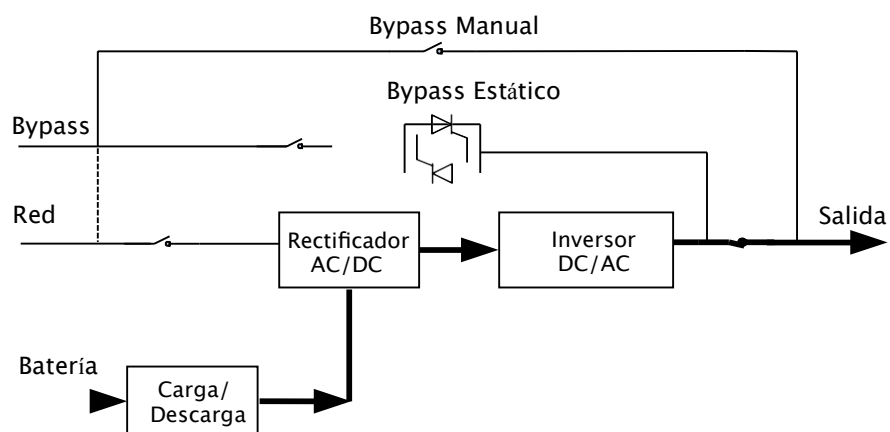 Bypass Manual
Bypass Estático
Bypass
Red
Rectificador
AC/DC
Inversor
DC/AC
Salida
Batería
Carga/
Descarga